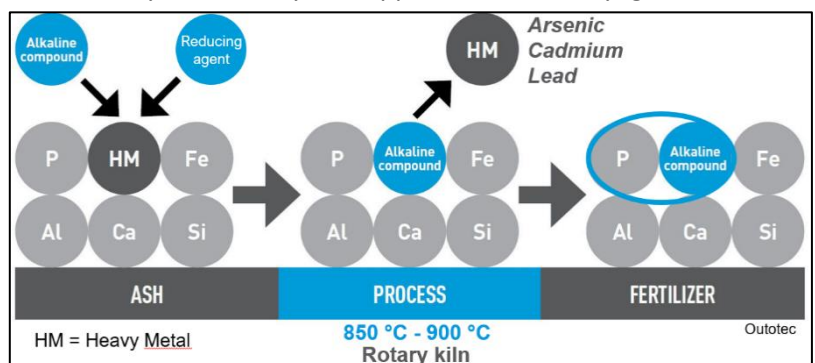 Alkaline
compound
Reducing
agent
HM
Arsenic
Cadmium
Lead
P HM Fe
Al Ca Si
P Alkaline
compound Fe
Al Ca Si
P Alkaline
compound Fe
Al Ca Si
ASH
PROCESS
FERTILIZER
HM = Heavy Metal
850 °C - 900 °C
Rotary kiln
Outotec